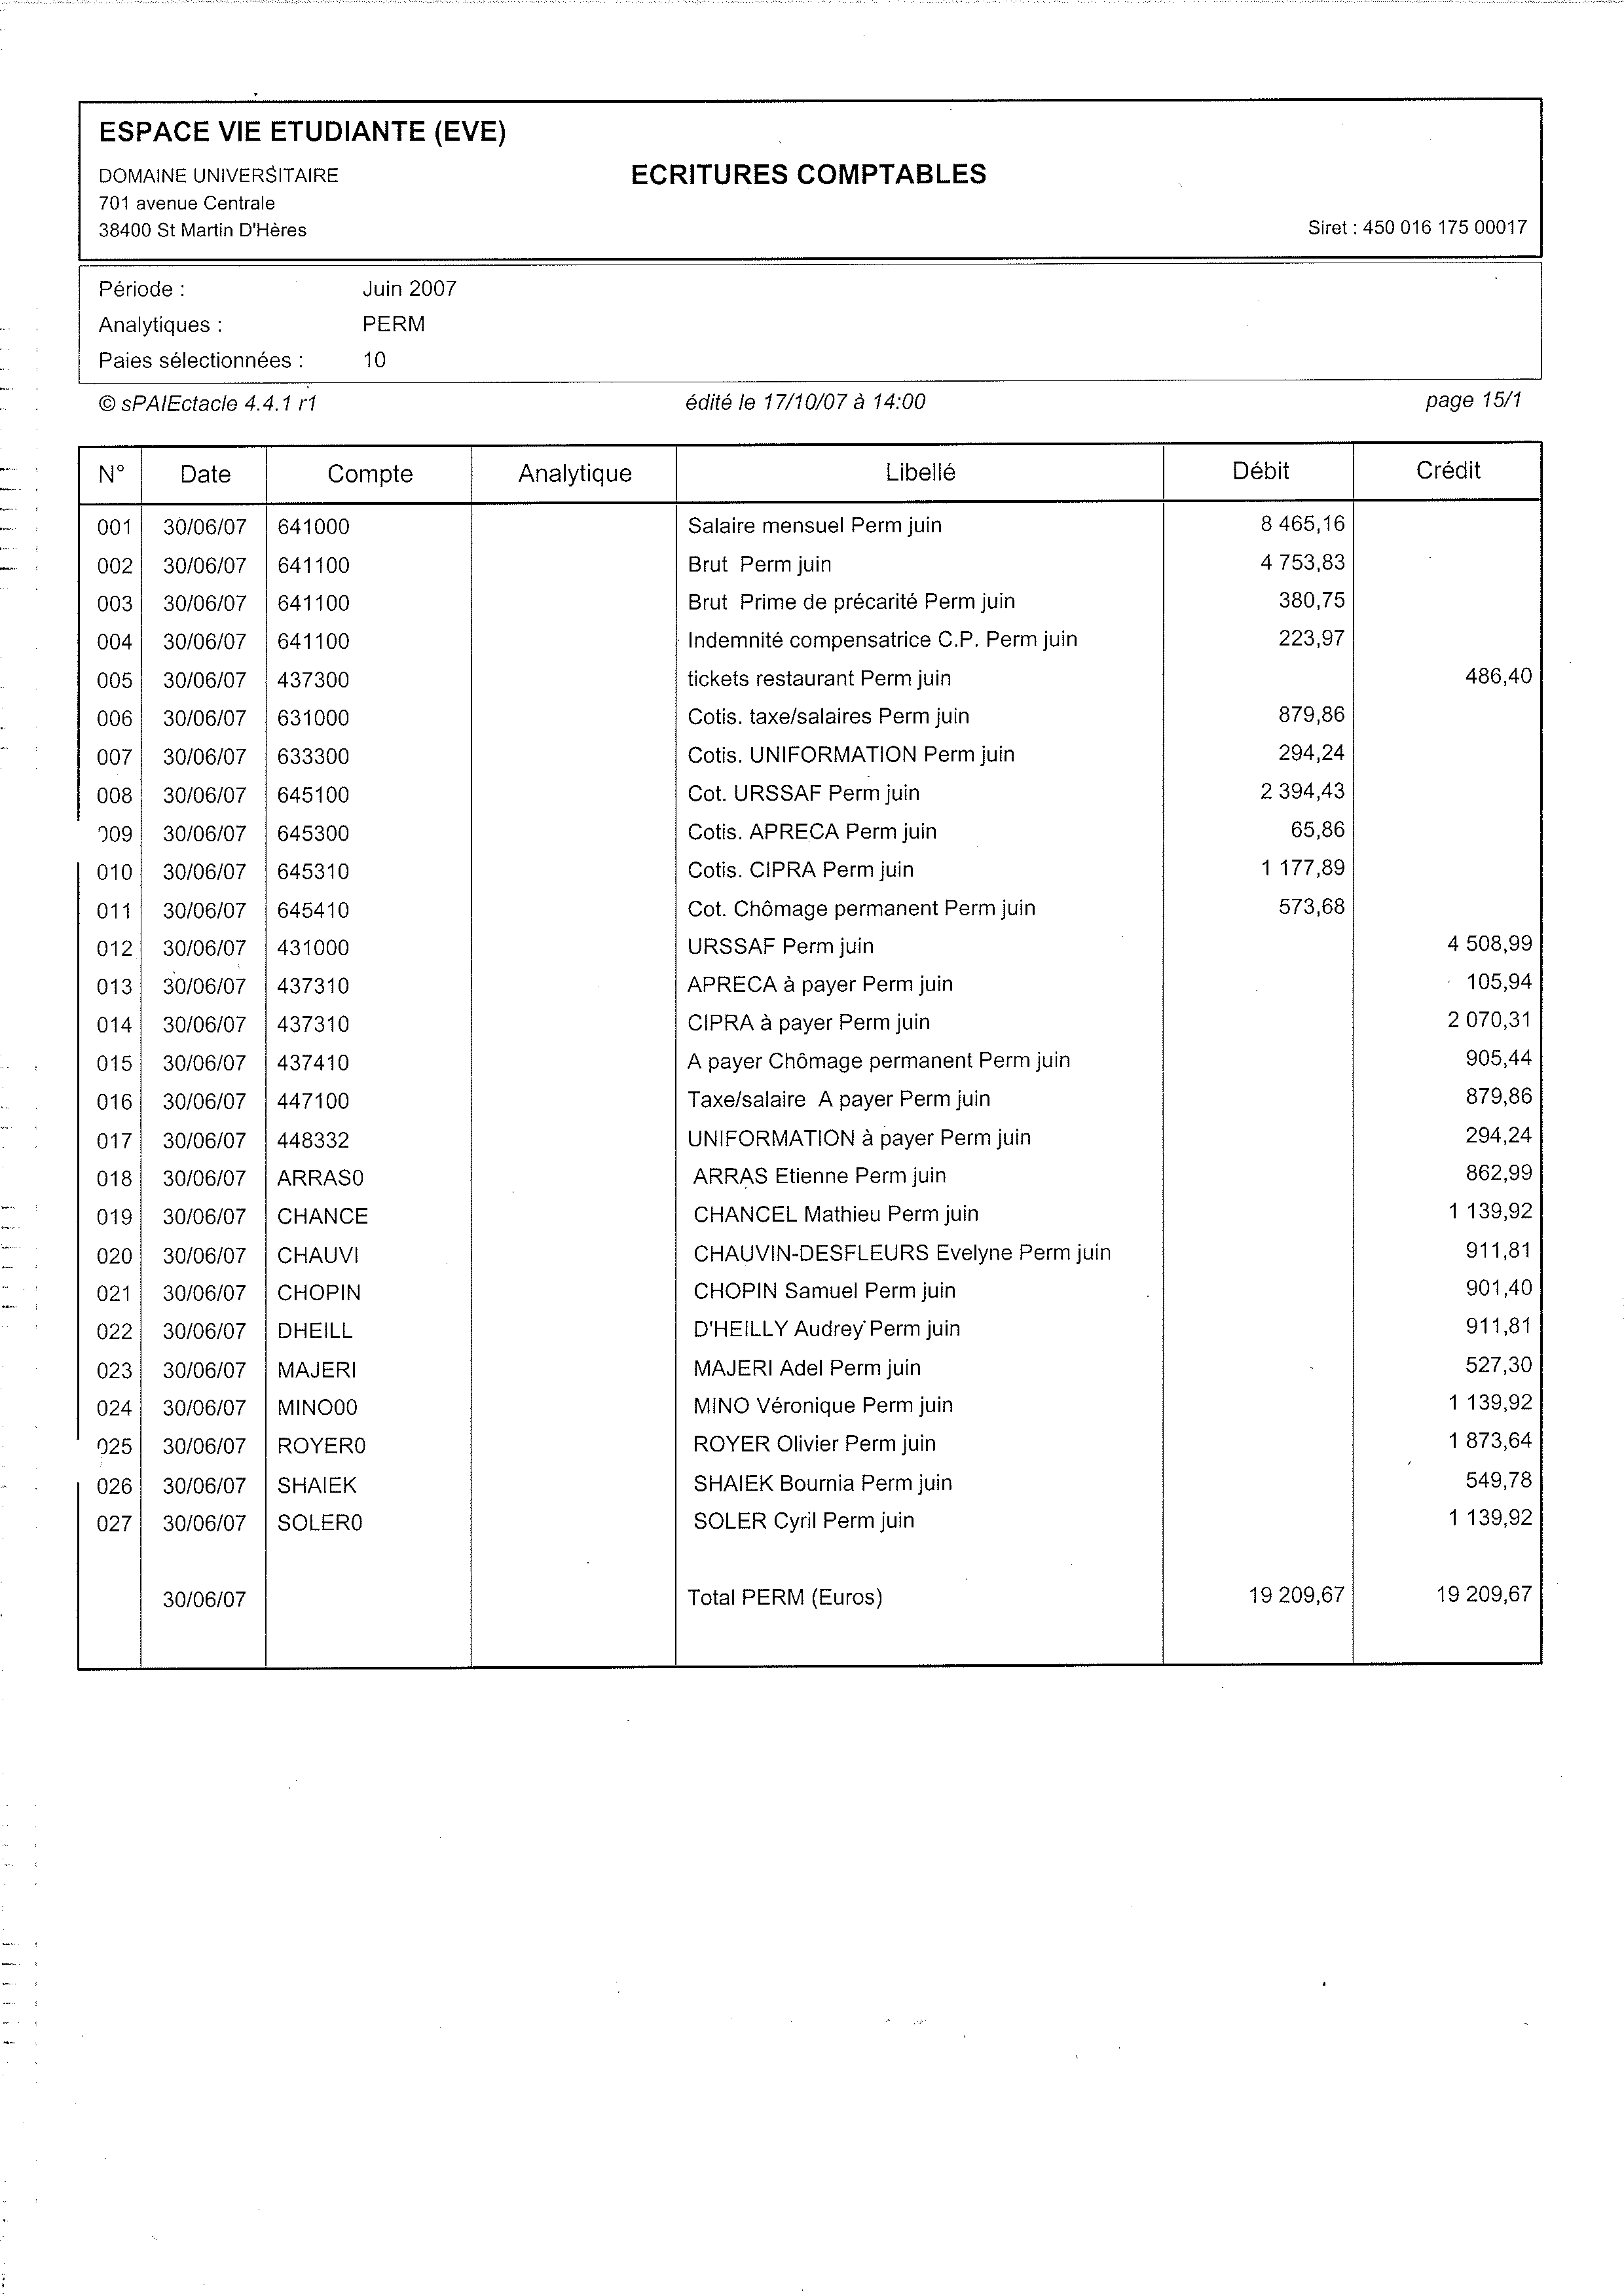 ESPACE VIE ETUDIANTE (EVE)
DOMAINE UNIVERSITAIRE
ECRITURES COMPTABLES
701 avenue Centrale
38400 St Martin D'Hères
Siret : 450 016 175 00017
Période : Juin 2007
Analytiques : PERM
Paies sélectionnées : 10
© sPAIEctacle 4.4.1 r1 édité le 17/10/07 à 14:00 page 15/1
N° Date Compte Analytique Libellé Débit Crédit
001 30/06/07 641000 Salaire mensuel Perm juin 8 465,16
002 30/06/07 641100 Brut Perm juin 4 753,83
003 30/06/07 641100 Brut Prime de précarité Perm juin 380,75
004 30/06/07 641100 Indemnité compensatrice C.P. Perm juin 223,97
005 30/06/07 437300 tickets restaurant Perm juin 486,40
006 30/06/07 631000 Cotis. taxe/salaires Perm juin 879,86
007 30/06/07 633300 Cotis. UNIFORMATION Perm juin 294,24
008 30/06/07 645100 Cot. URSSAF Perm juin 2 394,43
009 30/06/07 645300 Cotis. APRECA Perm juin 65,86
010 30/06/07 645310 Cotis. CIPRA Perm juin 1 177,89
011 30/06/07 645410 Cot. Chômage permanent Perm juin 573,68
012 30/06/07 431000 URSSAF Perm juin 4 508,99
013 30/06/07 437310 APRECA à payer Perm juin 105,94
014 30/06/07 437310 CIPRA à payer Perm juin 2 070,31
015 30/06/07 437410 A payer Chômage permanent Perm juin 905,44
016 30/06/07 447100 Taxe/salaire A payer Perm juin 879,86
017 30/06/07 448332 UNIFORMATION à payer Perm juin 294,24
018 30/06/07 ARRAS0 ARRAS Etienne Perm juin 862,99
019 30/06/07 CHANCE CHANCEL Mathieu Perm juin 1 139,92
020 30/06/07 CHAUVI CHAUVIN-DESFLEURS Evelyne Perm juin 911,81
021 30/06/07 CHOPIN CHOPIN Samuel Perm juin 901,40
022 30/06/07 DHEILL D'HEILLY Audrey Perm juin 911,81
023 30/06/07 MAJERI MAJERI Adel Perm juin 527,30
024 30/06/07 MINO00 MINO Véronique Perm juin 1 139,92
025 30/06/07 ROYER0 ROYER Olivier Perm juin 1 873,64
026 30/06/07 SHAIEK SHAIEK Bournia Perm juin 549,78
027 30/06/07 SOLER0 SOLER Cyril Perm juin 1 139,92
30/06/07 Total PERM (Euros) 19 209,67 19 209,67